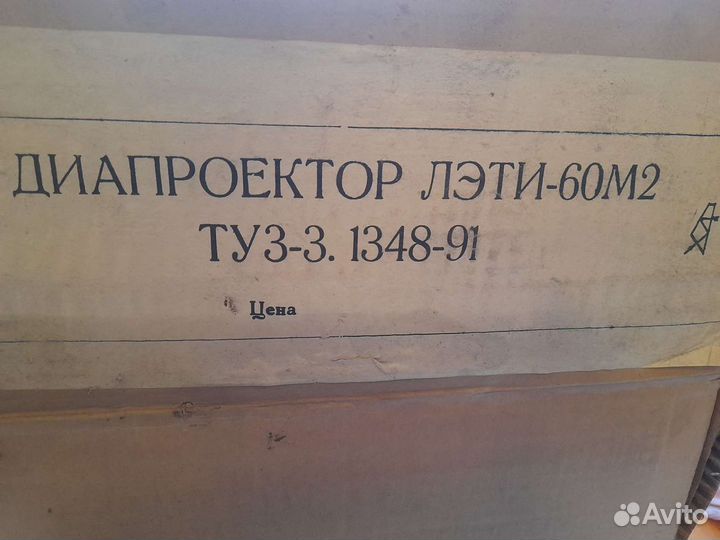 ДИАПРОЕКТОР ЛЭТИ-60М2
ТУ3-3. 1348-91
Цена
Avito